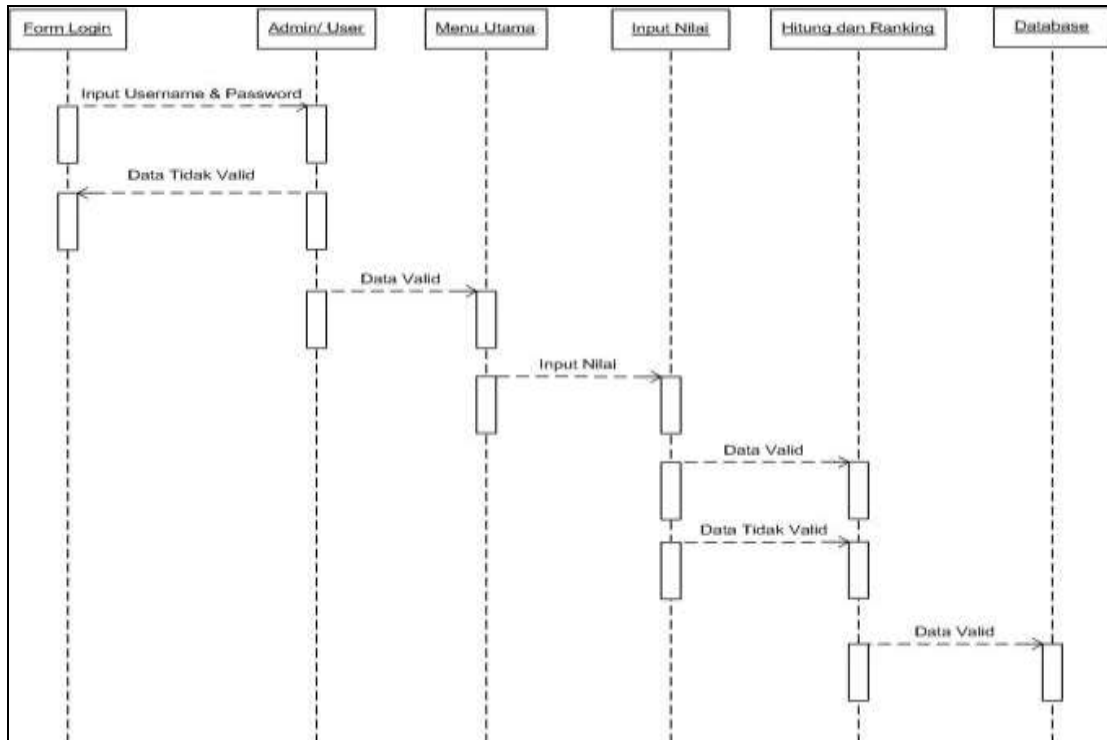 Form Login
Admin/ User
Menu Utama
Input Nilai
Hitung dan Ranking
Database
Input Username & Password
Data Tidak Valid
Data Valid
Input Nilai
Data Valid
Data Tidak Valid
Data Valid